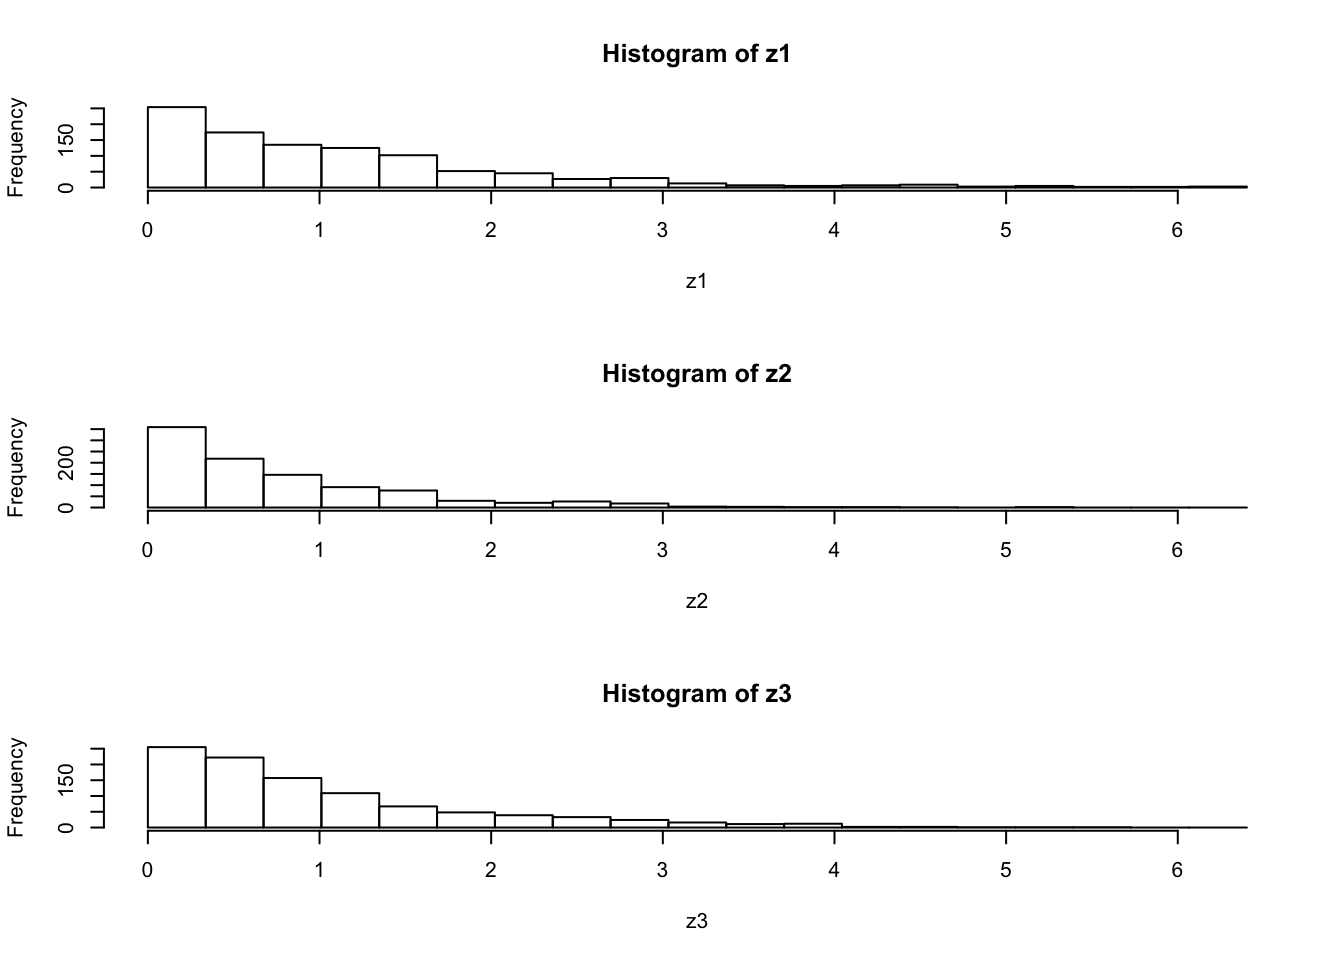 Histogram of z1
Frequency
0 150
0 1 2 3 4 5 6
z1
Histogram of z2
Frequency
0 200
0 1 2 3 4 5 6
z2
Histogram of z3
Frequency
0 150
0 1 2 3 4 5 6
z3